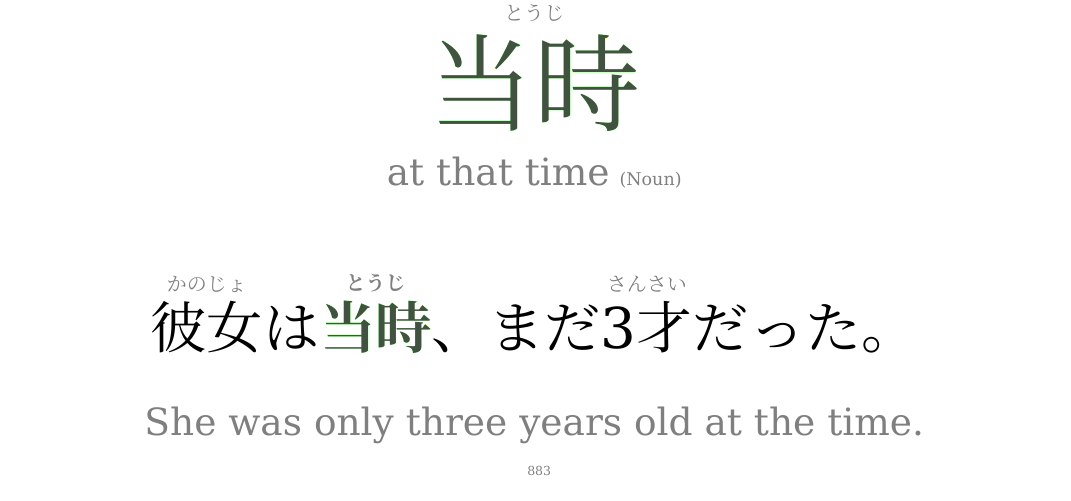 とうじ
当時
at that time (Noun)
かのじょ とうじ さんさい
彼女は当時、まだ3才だった。
She was only three years old at the time.
883